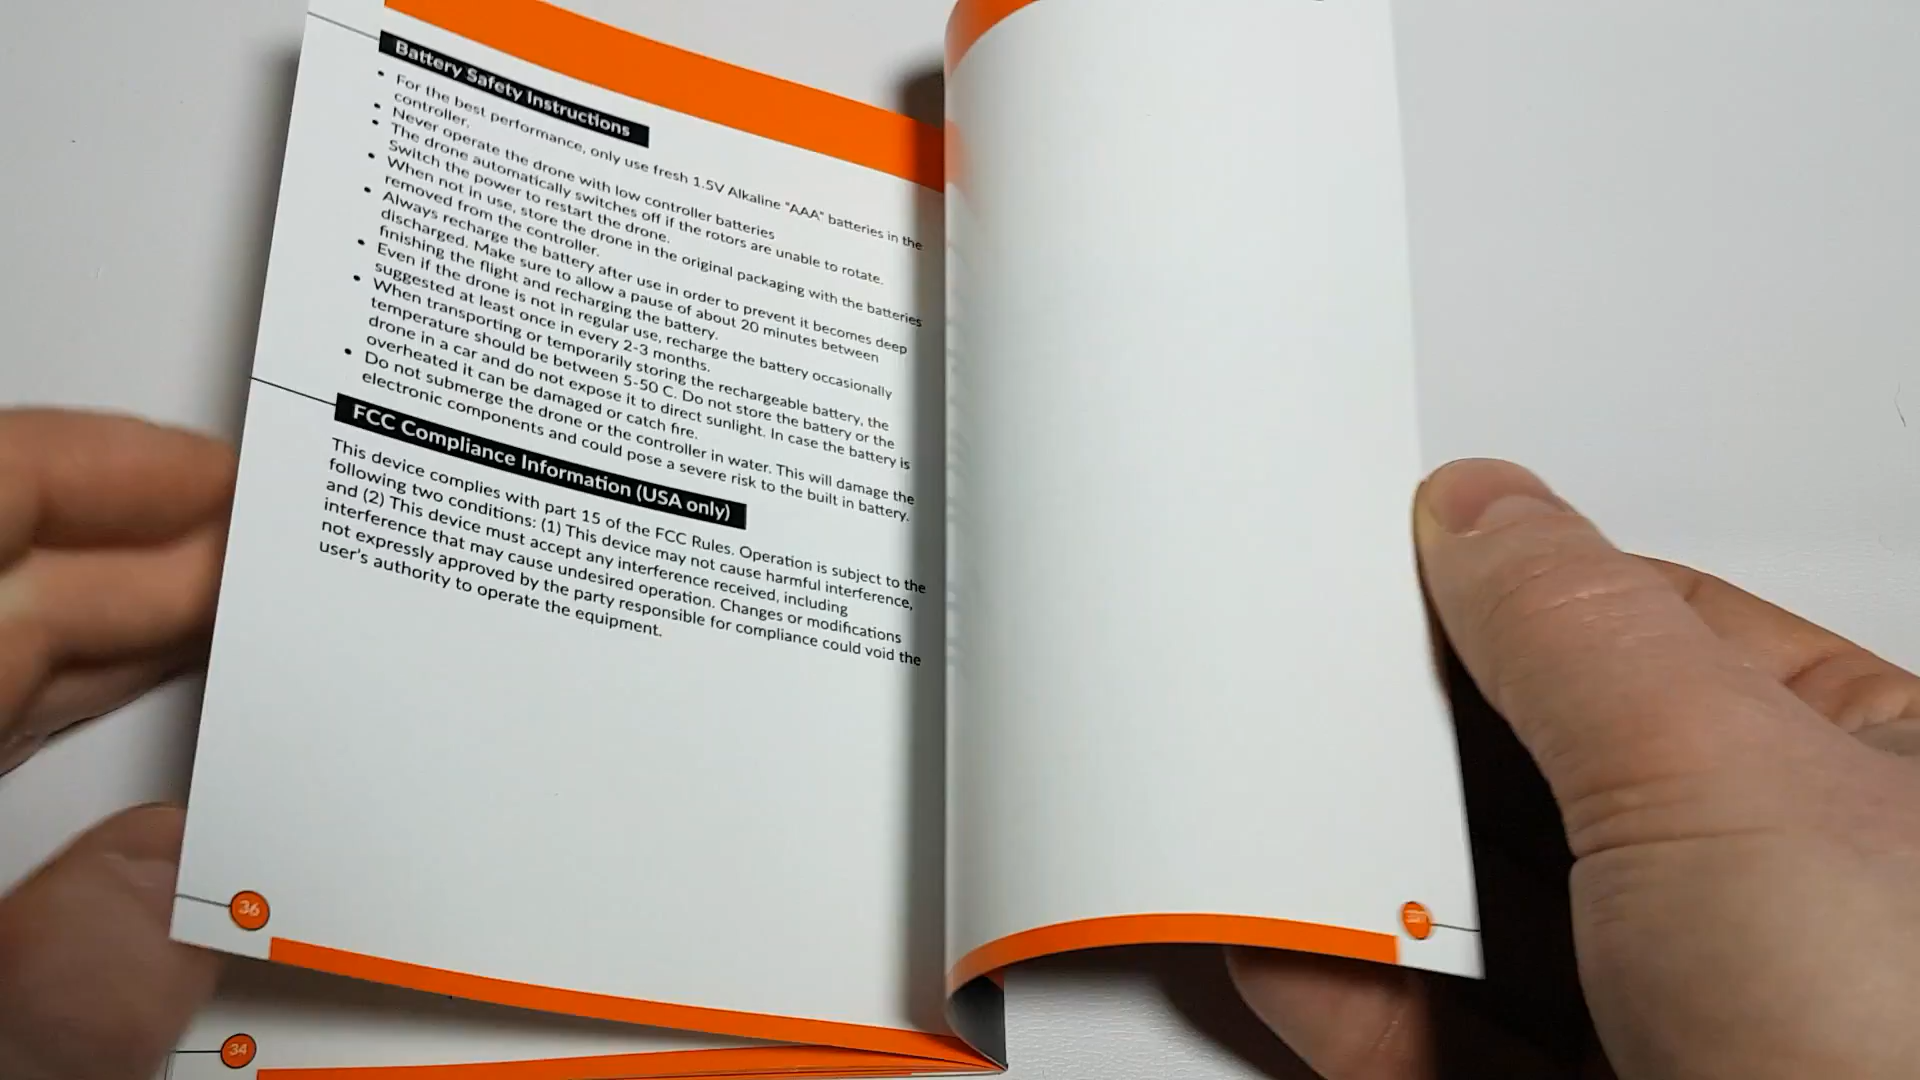 Battery Safety Instructions
• For the best performance, only use fresh 1.5V Alkaline "AAA" batteries in the
controller.
• Never operate the drone with low controller batteries
• The drone automatically switches off if the rotors are unable to rotate.
Switch the power to restart the drone.
• When not in use, store the drone in the original packaging with the batteries
removed from the controller.
• Always recharge the battery after use in order to prevent it becomes deep
discharged. Make sure to allow a pause of about 20 minutes between
finishing the flight and recharging the battery.
• Even if the drone is not in regular use, recharge the battery occasionally
suggested at least once in every 2-3 months.
• When transporting or temporarily storing the rechargeable battery, the
temperature should be between 5-50 C. Do not store the battery or the
drone in a car and do not expose it to direct sunlight. In case the battery is
overheated it can be damaged or catch fire.
• Do not submerge the drone or the controller in water. This will damage the
electronic components and could pose a severe risk to the built in battery.
FCC Compliance Information (USA only)
This device complies with part 15 of the FCC Rules. Operation is subject to the
following two conditions: (1) This device may not cause harmful interference,
and (2) This device must accept any interference received, including
interference that may cause undesired operation. Changes or modifications
not expressly approved by the party responsible for compliance could void the
user's authority to operate the equipment.
36
34